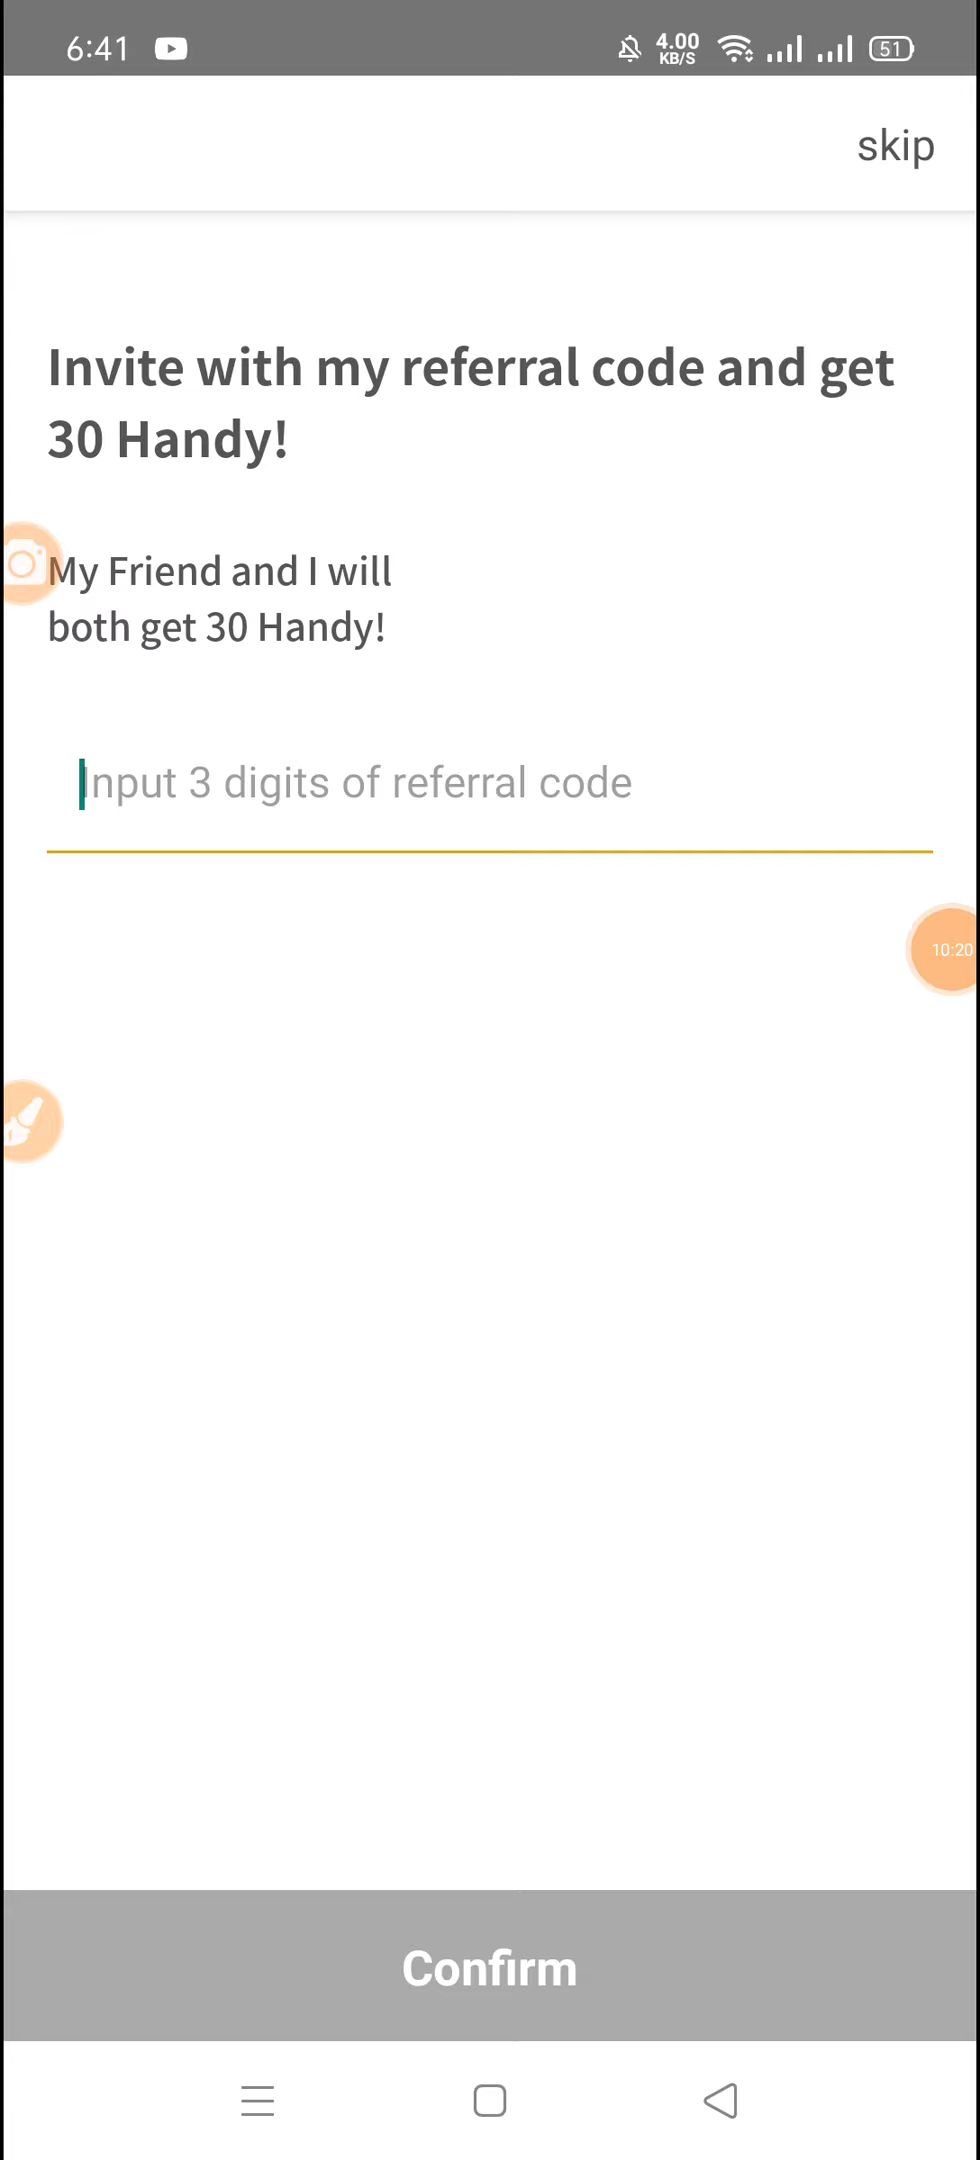 6:41
4.00
KB/S
51
skip
Invite with my referral code and get
30 Handy!
My Friend and I will
both get 30 Handy!
Input 3 digits of referral code
10:20
Confirm